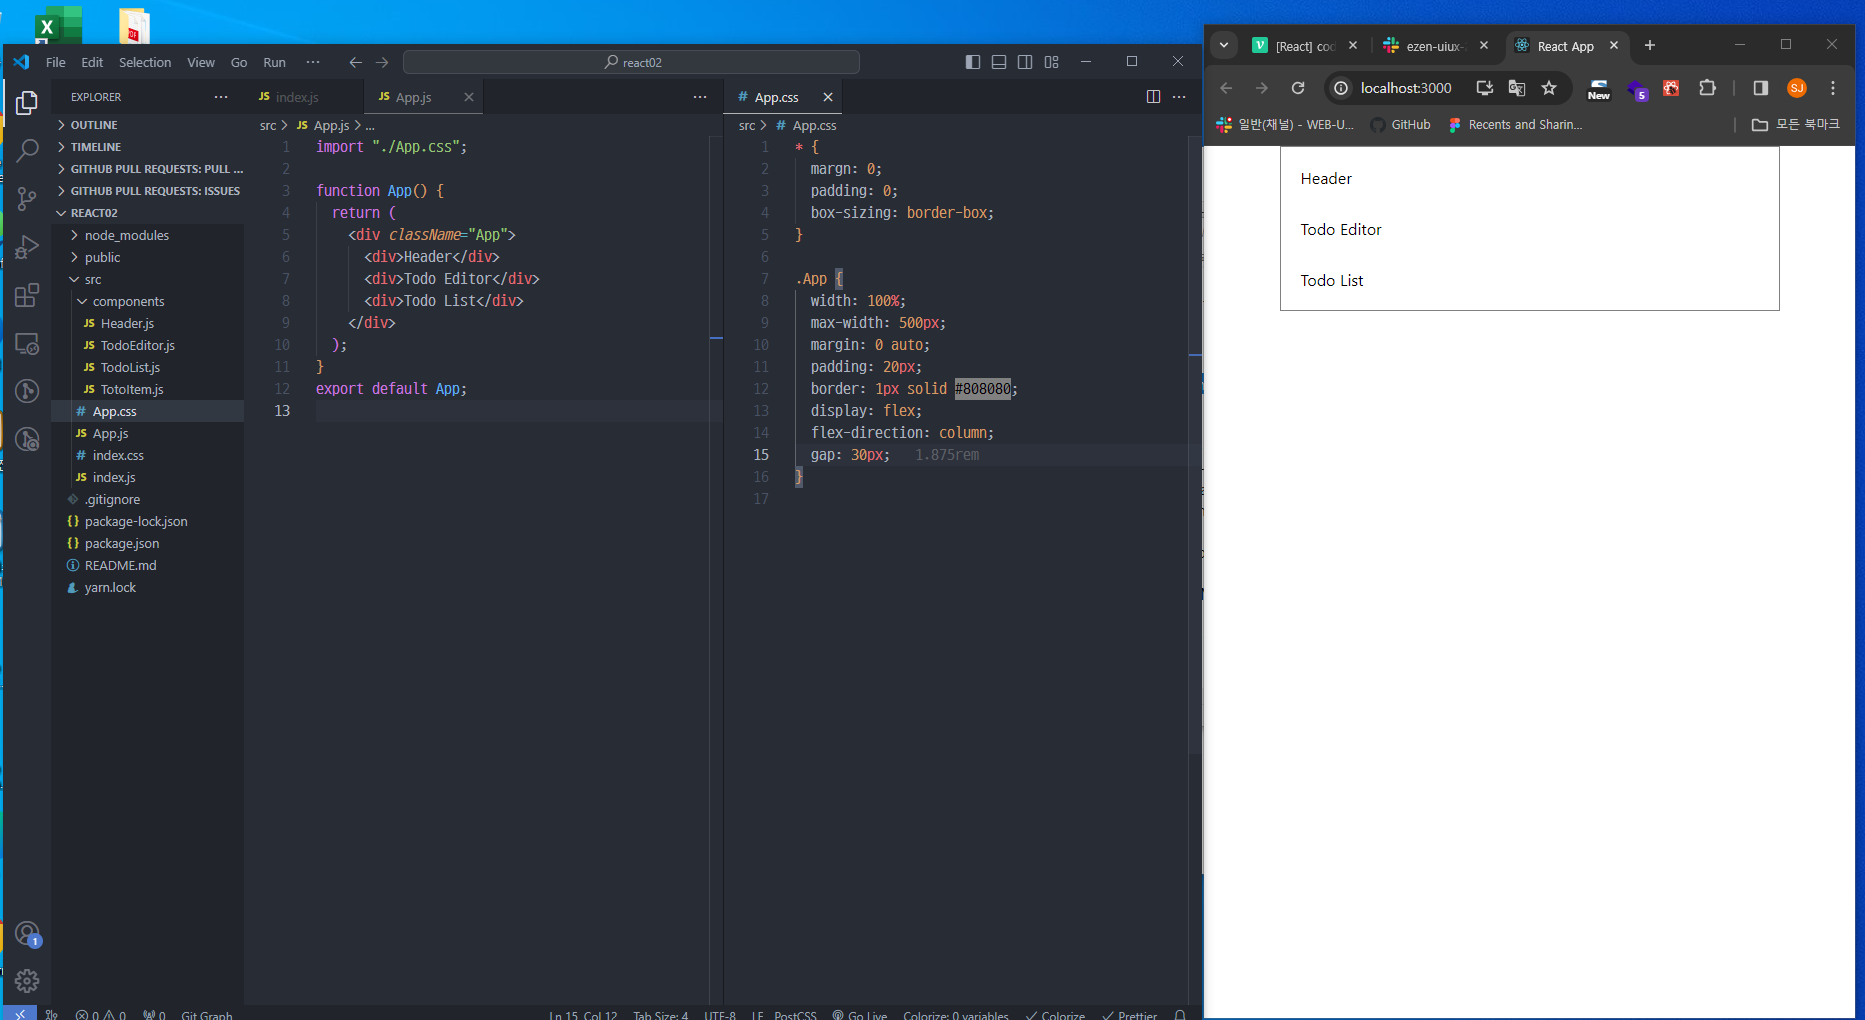 File Edit Selection View Go Run ··· react02
EXPLORER ···
OUTLINE
TIMELINE
GITHUB PULL REQUESTS: PULL ...
GITHUB PULL REQUESTS: ISSUES
REACT02
node_modules
public
src
components
JS Header.js
JS TodoEditor.js
JS TodoList.js
JS TotoItem.js
# App.css
JS App.js
# index.css
JS index.js
.gitignore
{} package-lock.json
{} package.json
README.md
yarn.lock
1
JS index.js JS App.js ···
src > JS App.js > ...
1 import "./App.css";
2
3 function App() {
4 return (
5 <div className="App">
6 <div>Header</div>
7 <div>Todo Editor</div>
8 <div>Todo List</div>
9 </div>
10 );
11 }
12 export default App;
13
# App.css ···
src > # App.css
1 * {
2 margn: 0;
3 padding: 0;
4 box-sizing: border-box;
5 }
6
7 .App {
8 width: 100%;
9 max-width: 500px;
10 margin: 0 auto;
11 padding: 20px;
12 border: 1px solid #808080;
13 display: flex;
14 flex-direction: column;
15 gap: 30px; 1.875rem
16 }
17
0 0 0 Git Graph Ln 15, Col 12 Tab Size: 4 UTF-8 LF PostCSS Go Live Colorize: 0 variables Colorize Prettier
[React] coc ezen-uiux- React App
localhost:3000 New 5 SJ
일반(채널) - WEB-U... GitHub Recents and Sharin... 모든 북마크
Header
Todo Editor
Todo List